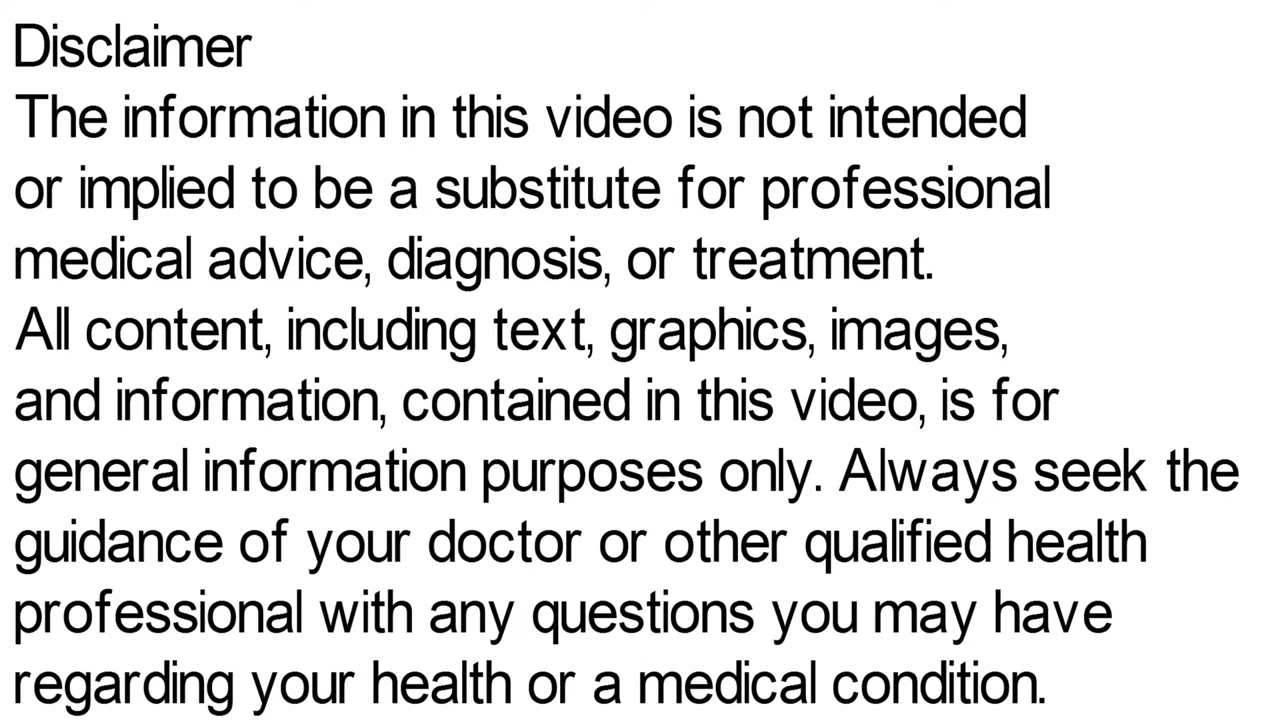 Disclaimer
The information in this video is not intended
or implied to be a substitute for professional
medical advice, diagnosis, or treatment.
All content, including text, graphics, images,
and information, contained in this video, is for
general information purposes only. Always seek the
guidance of your doctor or other qualified health
professional with any questions you may have
regarding your health or a medical condition.